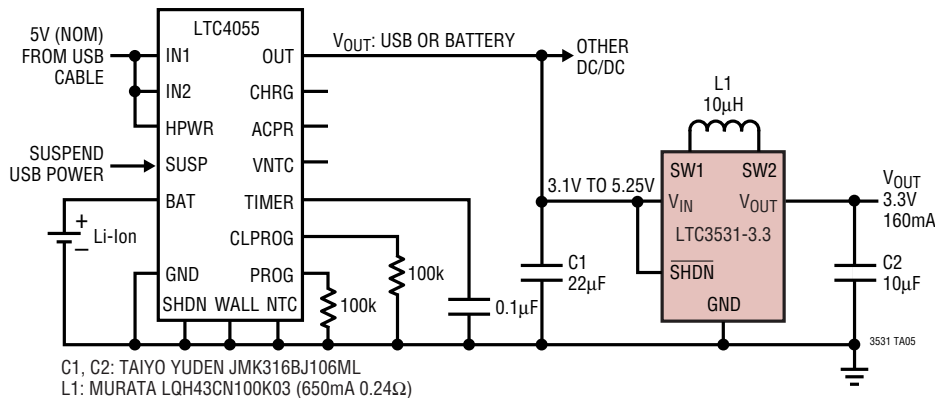 LTC4055
5V (NOM)
FROM USB
CABLE
IN1
IN2
HPWR
SUSPEND
USB POWER
SUSP
BAT
+
–
Li-Ion
GND
SHDN
WALL
NTC
OUT
CHRG
ACPR
VNTC
TIMER
CLPROG
PROG
100k
100k
0.1μF
VOUT: USB OR BATTERY
OTHER
DC/DC
3.1V TO 5.25V
C1
22μF
L1
10μH
SW1
SW2
VIN
VOUT
LTC3531-3.3
SHDN
GND
VOUT
3.3V
160mA
C2
10μF
3531 TA05
C1, C2: TAIYO YUDEN JMK316BJ106ML
L1: MURATA LQH43CN100K03 (650mA 0.24Ω)